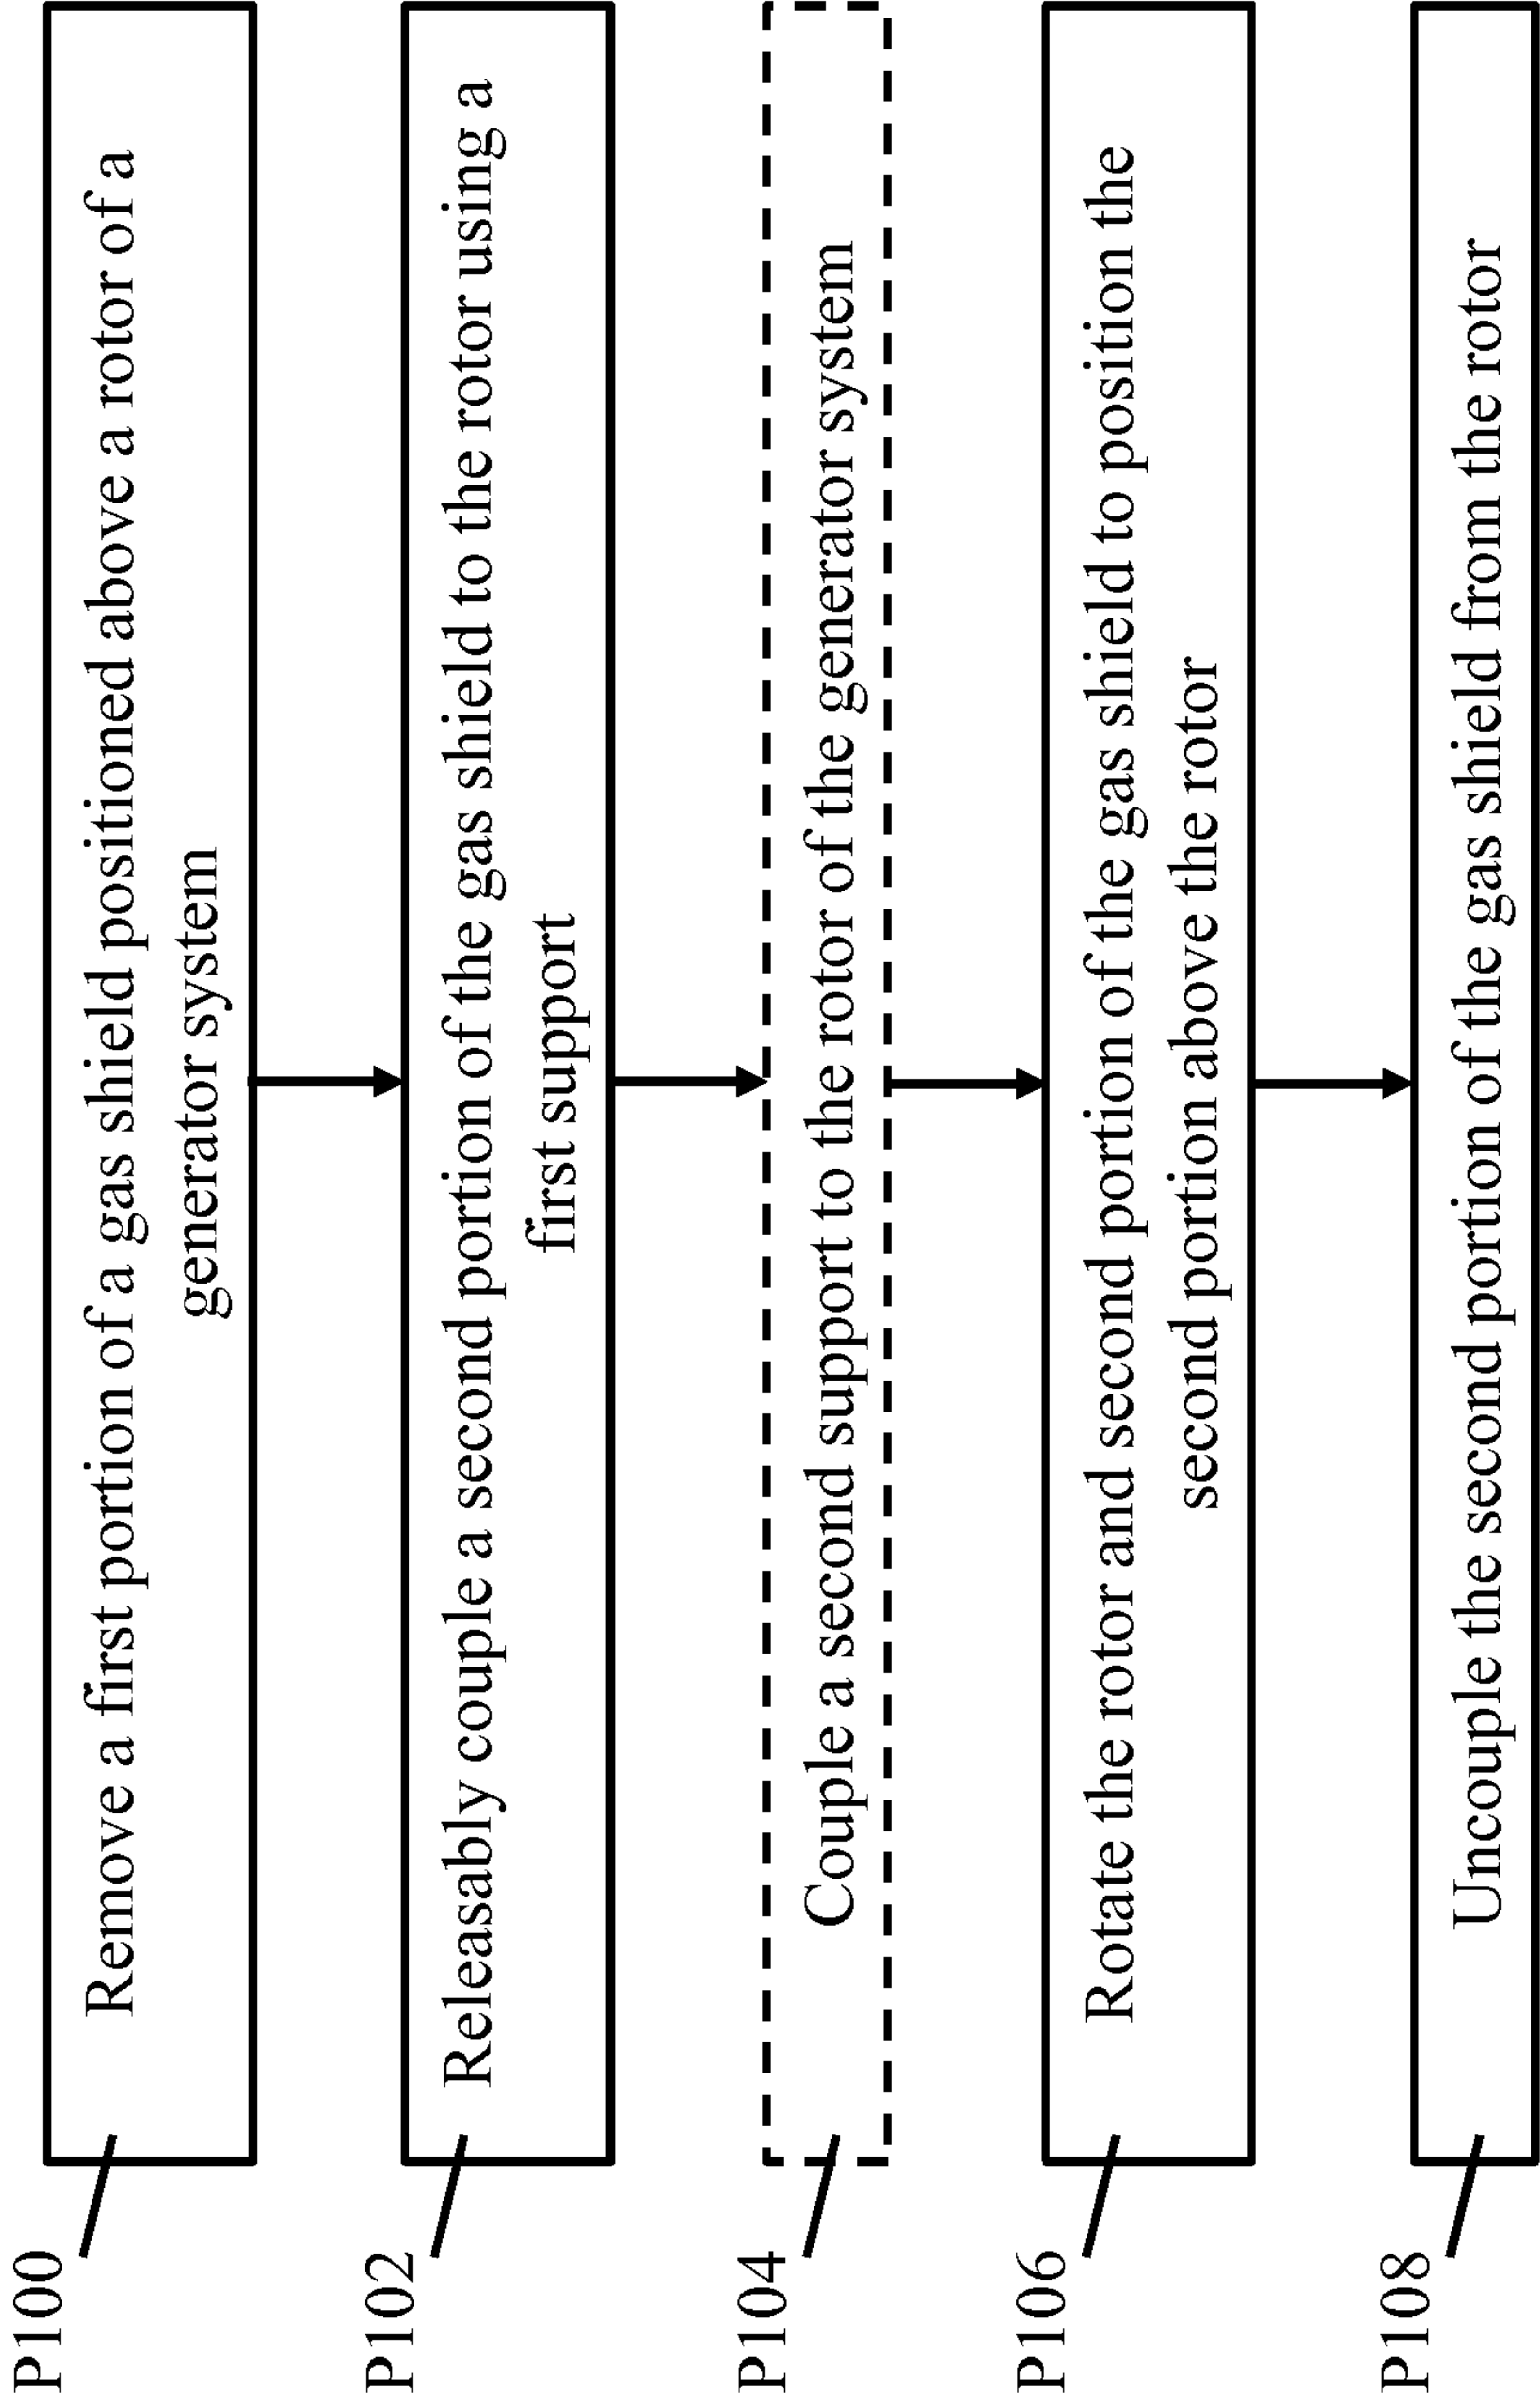 P100
Remove a first portion of a gas shield positioned above a rotor of a
generator system
P102
Releasably couple a second portion of the gas shield to the rotor using a
first support
P104
Couple a second support to the rotor of the generator system
P106
Rotate the rotor and second portion of the gas shield to position the
second portion above the rotor
P108
Uncouple the second portion of the gas shield from the rotor